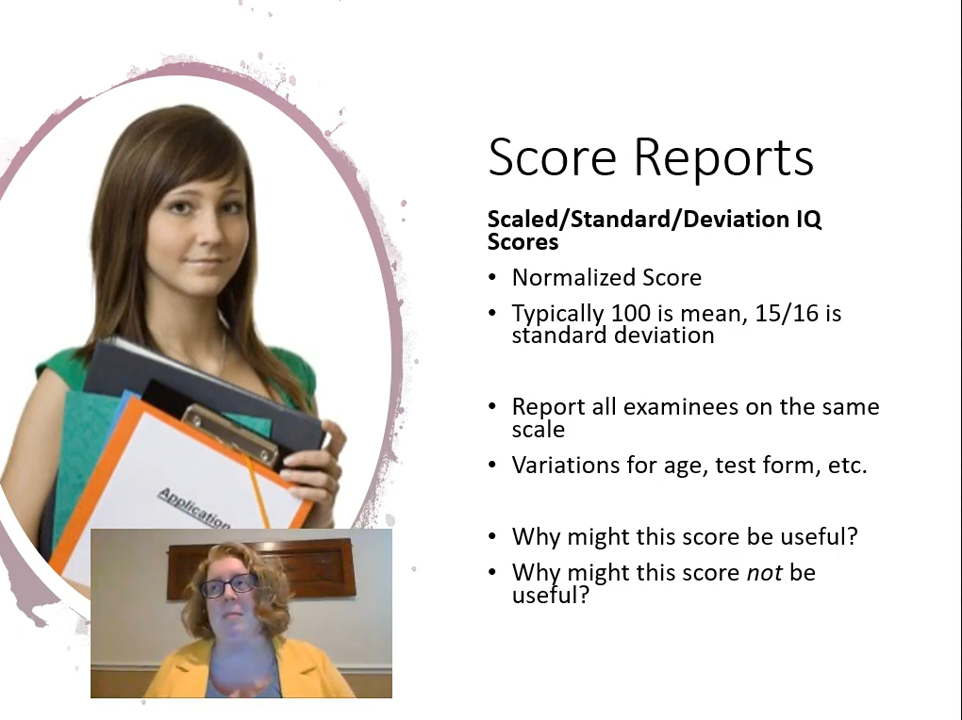 Score Reports
Scaled/Standard/Deviation IQ
Scores
• Normalized Score
• Typically 100 is mean, 15/16 is
standard deviation
• Report all examinees on the same
scale
• Variations for age, test form, etc.
• Why might this score be useful?
• Why might this score not be
useful?
Application